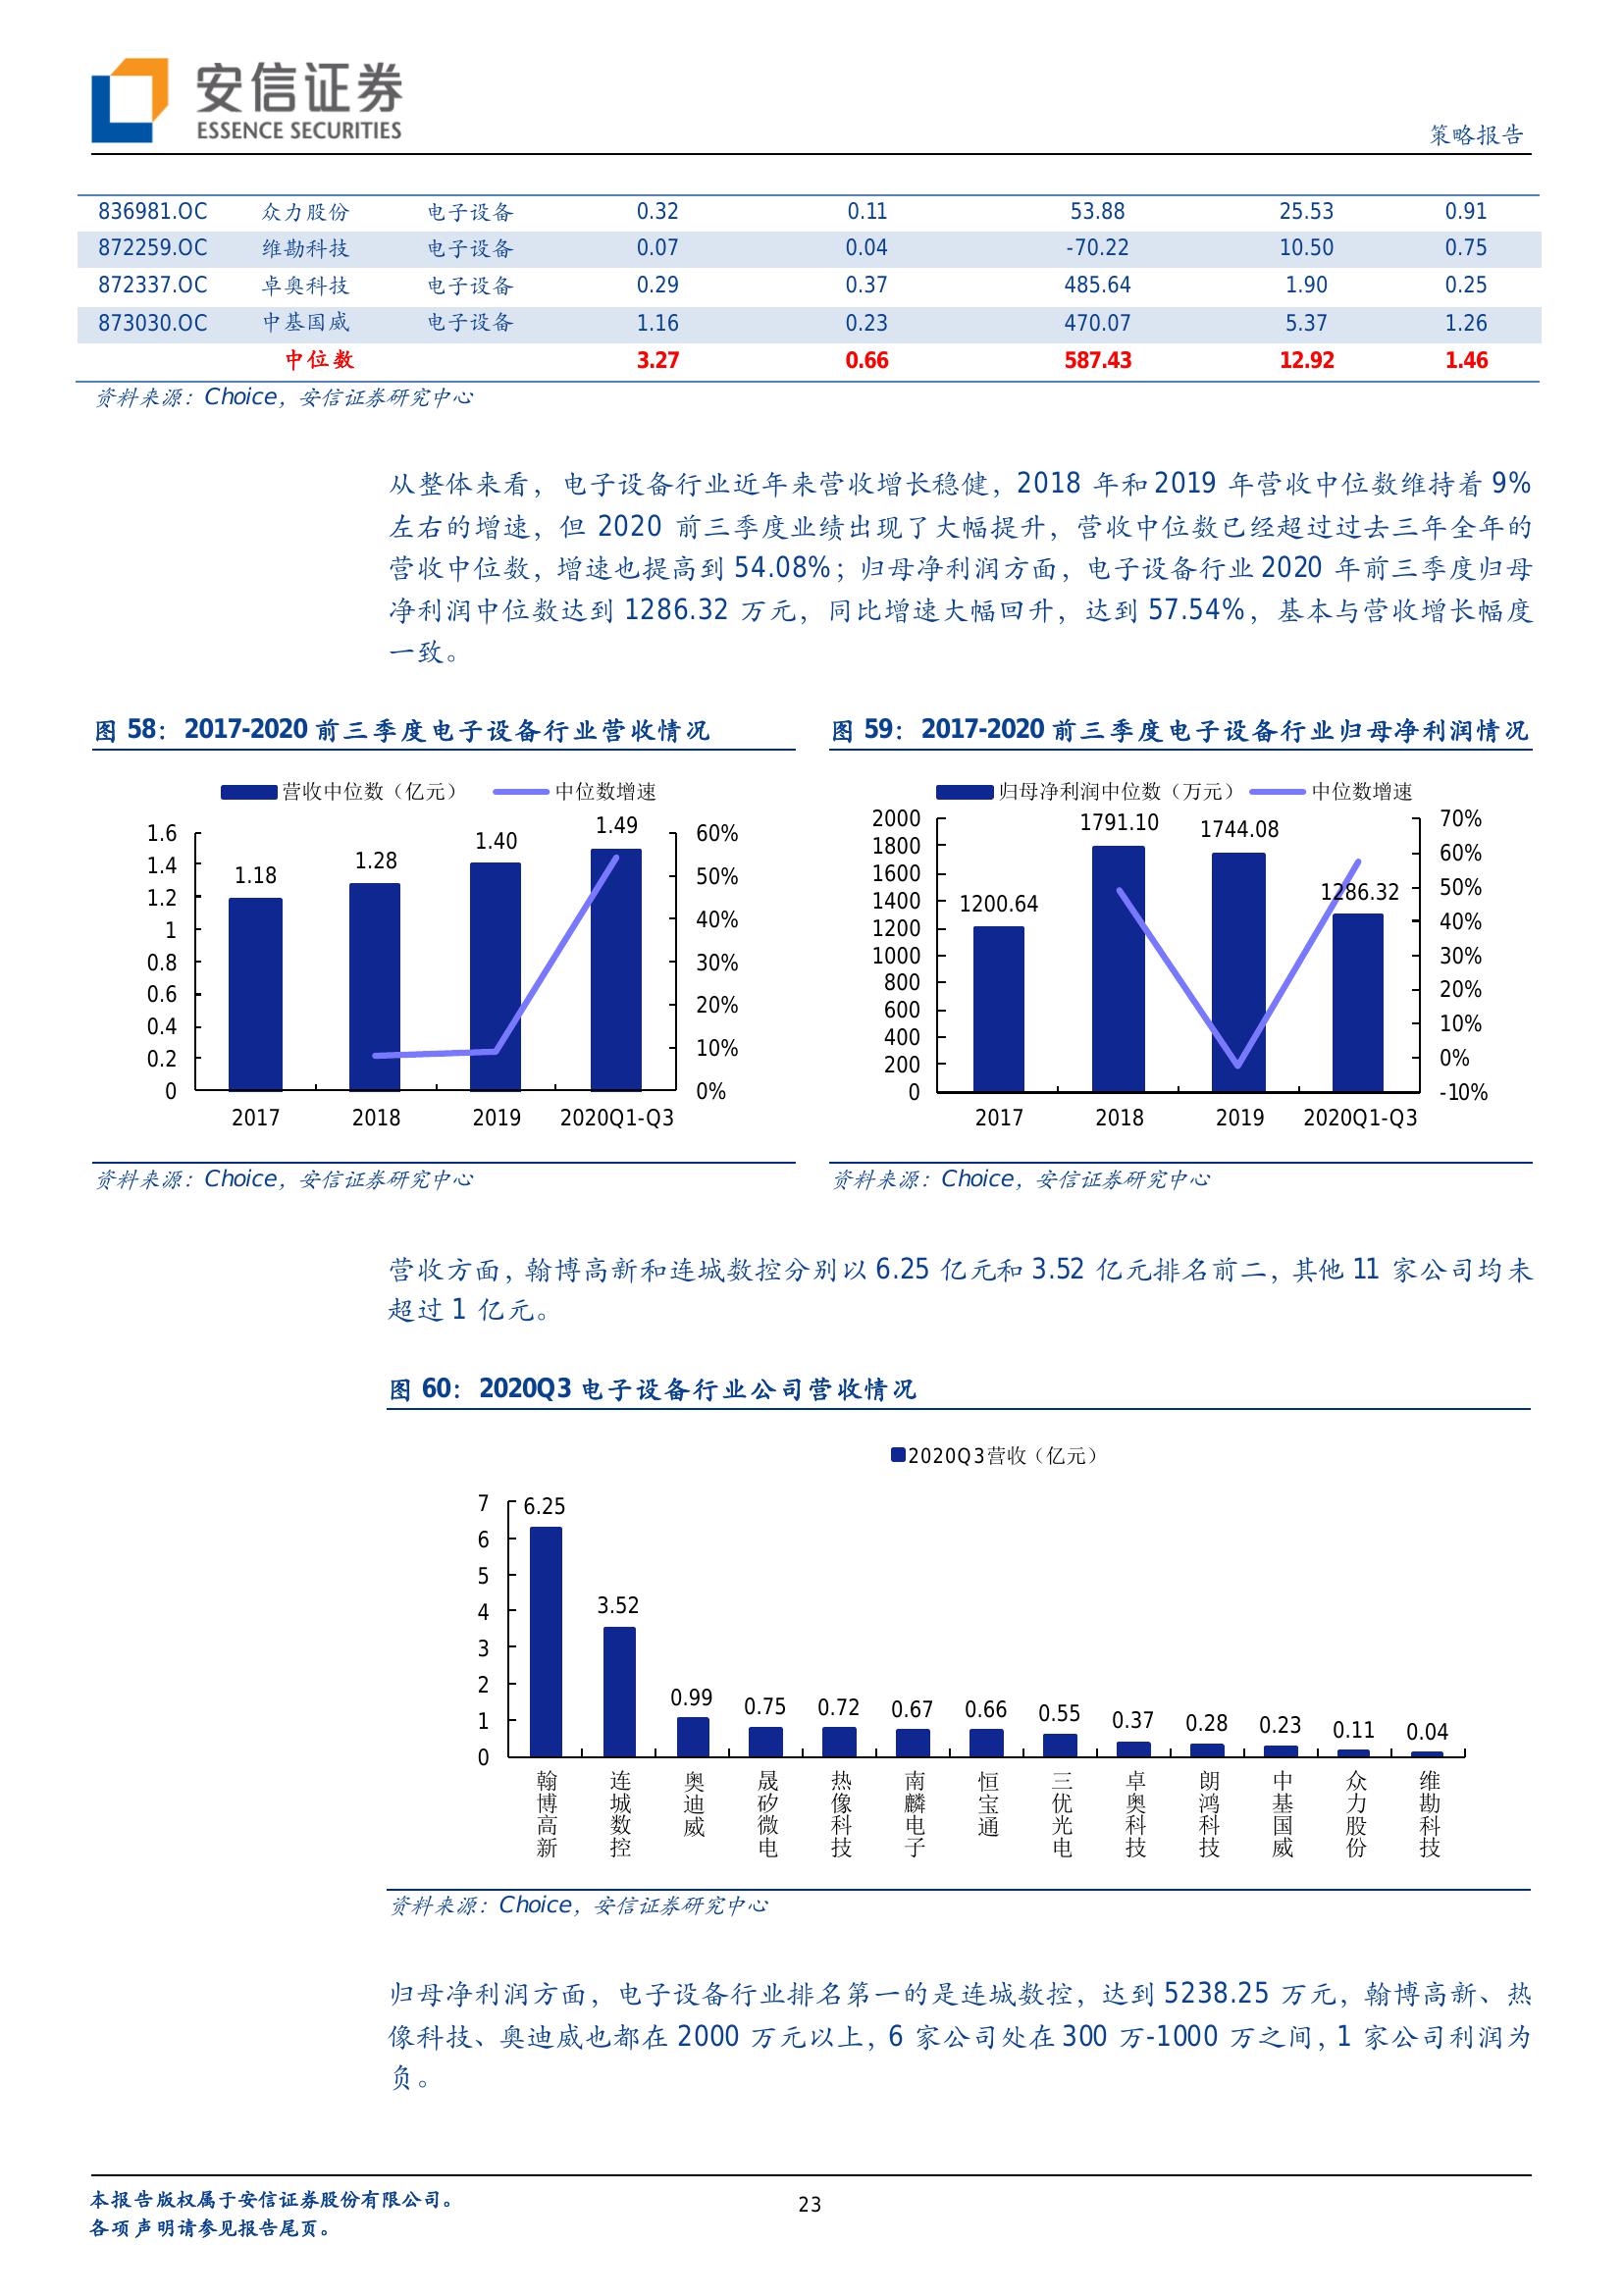 安信证券
ESSENCE SECURITIES
策略报告
836981.OC 众力股份 电子设备 0.32 0.11 53.88 25.53 0.91
872259.OC 维勘科技 电子设备 0.07 0.04 -70.22 10.50 0.75
872337.OC 卓奥科技 电子设备 0.29 0.37 485.64 1.90 0.25
873030.OC 中基国威 电子设备 1.16 0.23 470.07 5.37 1.26
中位数 3.27 0.66 587.43 12.92 1.46
资料来源：Choice，安信证券研究中心
从整体来看，电子设备行业近年来营收增长稳健，2018 年和 2019 年营收中位数维持着 9%
左右的增速，但 2020 前三季度业绩出现了大幅提升，营收中位数已经超过过去三年全年的
营收中位数，增速也提高到 54.08%；归母净利润方面，电子设备行业 2020 年前三季度归母
净利润中位数达到 1286.32 万元，同比增速大幅回升，达到 57.54%，基本与营收增长幅度
一致。
图 58：2017-2020 前三季度电子设备行业营收情况
营收中位数（亿元） 中位数增速
1.6
1.4
1.2
1
0.8
0.6
0.4
0.2
0
1.18
1.28
1.40
1.49
60%
50%
40%
30%
20%
10%
0%
2017 2018 2019 2020Q1-Q3
资料来源：Choice，安信证券研究中心
图 59：2017-2020 前三季度电子设备行业归母净利润情况
归母净利润中位数（万元） 中位数增速
2000
1800
1600
1400
1200
1000
800
600
400
200
0
1200.64
1791.10
1744.08
1286.32
70%
60%
50%
40%
30%
20%
10%
0%
-10%
2017 2018 2019 2020Q1-Q3
资料来源：Choice，安信证券研究中心
营收方面，翰博高新和连城数控分别以 6.25 亿元和 3.52 亿元排名前二，其他 11 家公司均未
超过 1 亿元。
图 60：2020Q3 电子设备行业公司营收情况
2020Q3营收（亿元）
7
6
5
4
3
2
1
0
6.25
3.52
0.99
0.75
0.72
0.67
0.66
0.55
0.37
0.28
0.23
0.11
0.04
翰博高新
连城数控
奥迪威
晟矽微电
热像科技
南麟电子
恒宝通
三优光电
卓奥科技
朗鸿科技
中基国威
众力股份
维勘科技
资料来源：Choice，安信证券研究中心
归母净利润方面，电子设备行业排名第一的是连城数控，达到 5238.25 万元，翰博高新、热
像科技、奥迪威也都在 2000 万元以上，6 家公司处在 300 万-1000 万之间，1 家公司利润为
负。
本报告版权属于安信证券股份有限公司。
各项声明请参见报告尾页。
23